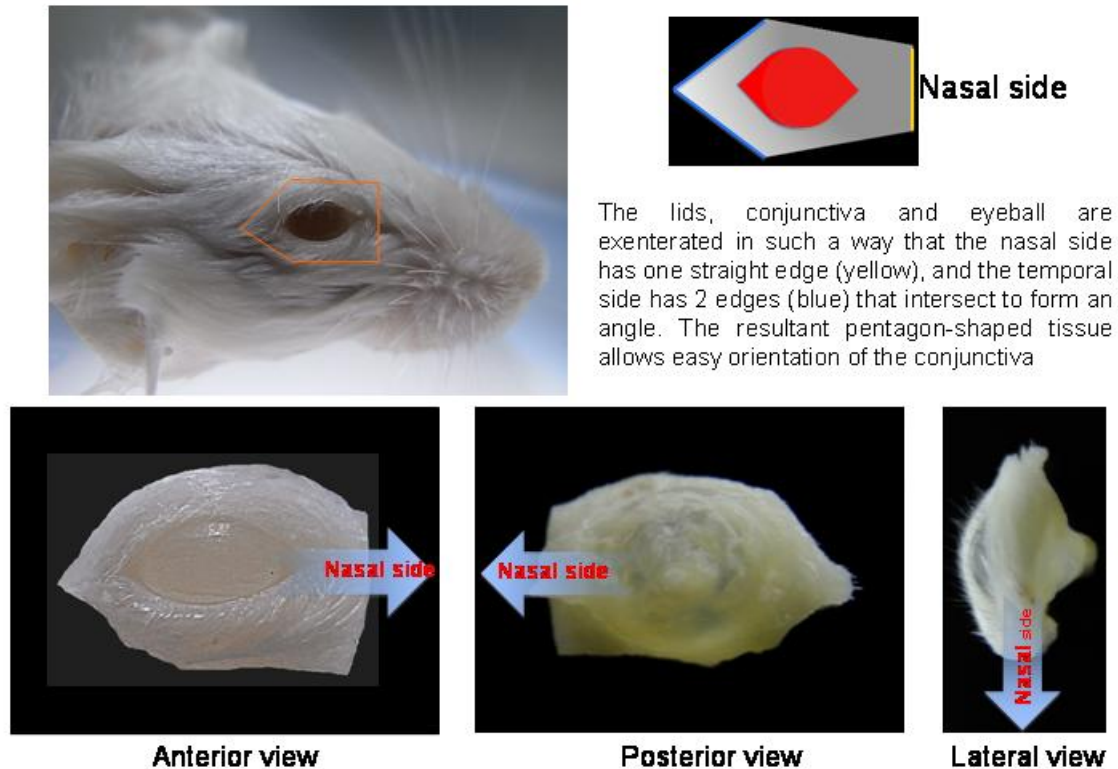 Nasal side
The lids, conjunctiva and eyeball are
exenterated in such a way that the nasal side
has one straight edge (yellow), and the temporal
side has 2 edges (blue) that intersect to form an
angle. The resultant pentagon-shaped tissue
allows easy orientation of the conjunctiva
Nasal side
Nasal side
Nasal side
Anterior view
Posterior view
Lateral view